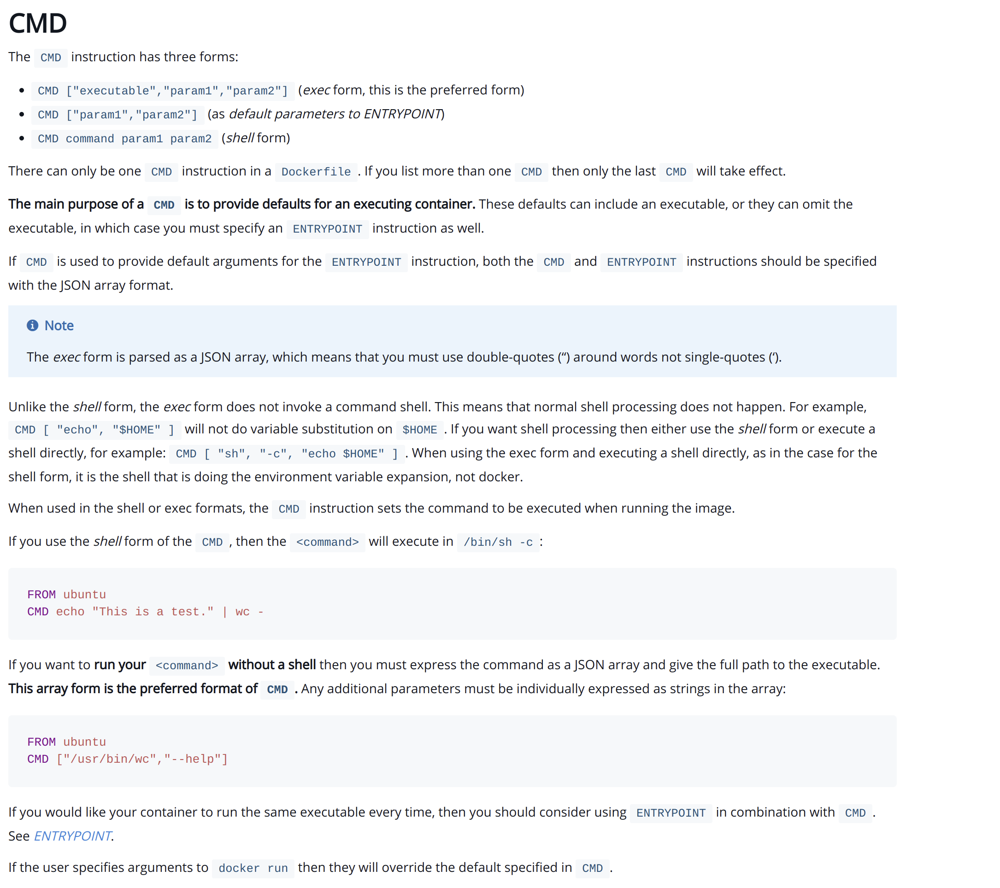 CMD
The CMD instruction has three forms:
CMD ["executable","param1","param2"] (exec form, this is the preferred form)
CMD ["param1","param2"] (as default parameters to ENTRYPOINT)
CMD command param1 param2 (shell form)
There can only be one CMD instruction in a Dockerfile. If you list more than one CMD then only the last CMD will take effect.
The main purpose of a CMD is to provide defaults for an executing container. These defaults can include an executable, or they can omit the
executable, in which case you must specify an ENTRYPOINT instruction as well.
If CMD is used to provide default arguments for the ENTRYPOINT instruction, both the CMD and ENTRYPOINT instructions should be specified
with the JSON array format.
Note
The exec form is parsed as a JSON array, which means that you must use double-quotes (“) around words not single-quotes (‘).
Unlike the shell form, the exec form does not invoke a command shell. This means that normal shell processing does not happen. For example,
CMD [ "echo", "$HOME" ] will not do variable substitution on $HOME. If you want shell processing then either use the shell form or execute a
shell directly, for example: CMD [ "sh", "-c", "echo $HOME" ]. When using the exec form and executing a shell directly, as in the case for the
shell form, it is the shell that is doing the environment variable expansion, not docker.
When used in the shell or exec formats, the CMD instruction sets the command to be executed when running the image.
If you use the shell form of the CMD, then the <command> will execute in /bin/sh -c:
FROM ubuntu
CMD echo "This is a test." | wc -
If you want to run your <command> without a shell then you must express the command as a JSON array and give the full path to the executable.
This array form is the preferred format of CMD. Any additional parameters must be individually expressed as strings in the array:
FROM ubuntu
CMD ["/usr/bin/wc","--help"]
If you would like your container to run the same executable every time, then you should consider using ENTRYPOINT in combination with CMD.
See ENTRYPOINT.
If the user specifies arguments to docker run then they will override the default specified in CMD.